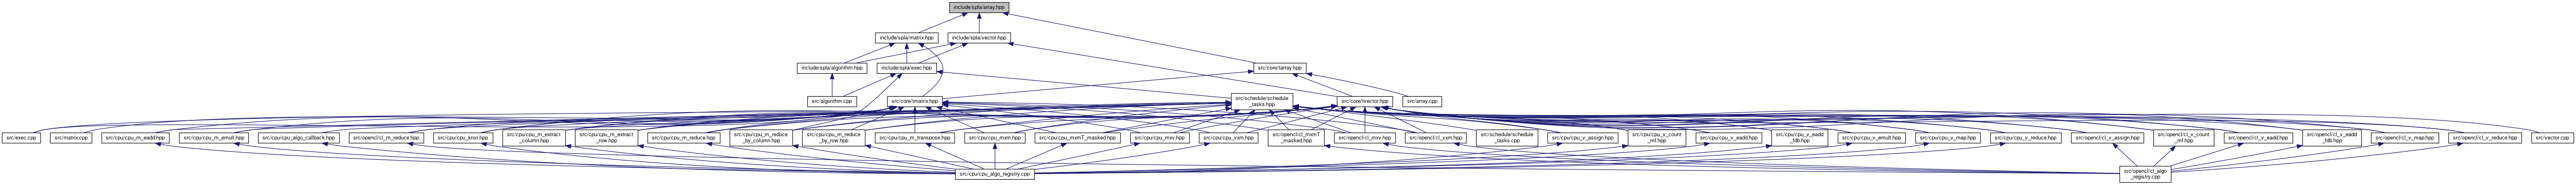 include/spla/array.hpp
include/spla/matrix.hpp
include/spla/vector.hpp
include/spla/algorithm.hpp
include/spla/exec.hpp
src/core/tarray.hpp
src/algorithm.cpp
src/core/tmatrix.hpp
src/schedule/schedule
_tasks.hpp
src/core/tvector.hpp
src/array.cpp
src/exec.cpp
src/matrix.cpp
src/cpu/cpu_m_eadd.hpp
src/cpu/cpu_m_emult.hpp
src/cpu/cpu_algo_callback.hpp
src/opencl/cl_m_reduce.hpp
src/cpu/cpu_kron.hpp
src/cpu/cpu_m_extract
_column.hpp
src/cpu/cpu_m_extract
_row.hpp
src/cpu/cpu_m_reduce.hpp
src/cpu/cpu_m_reduce
_by_column.hpp
src/cpu/cpu_m_reduce
_by_row.hpp
src/cpu/cpu_m_transpose.hpp
src/cpu/cpu_mxm.hpp
src/cpu/cpu_mxmT_masked.hpp
src/cpu/cpu_mxv.hpp
src/cpu/cpu_vxm.hpp
src/opencl/cl_mxmT
_masked.hpp
src/opencl/cl_mxv.hpp
src/opencl/cl_vxm.hpp
src/schedule/schedule
_tasks.cpp
src/cpu/cpu_v_assign.hpp
src/cpu/cpu_v_count
_mf.hpp
src/cpu/cpu_v_eadd.hpp
src/cpu/cpu_v_eadd
_fdb.hpp
src/cpu/cpu_v_emult.hpp
src/cpu/cpu_v_map.hpp
src/cpu/cpu_v_reduce.hpp
src/opencl/cl_v_assign.hpp
src/opencl/cl_v_count
_mf.hpp
src/opencl/cl_v_eadd.hpp
src/opencl/cl_v_eadd
_fdb.hpp
src/opencl/cl_v_map.hpp
src/opencl/cl_v_reduce.hpp
src/vector.cpp
src/cpu/cpu_algo_registry.cpp
src/opencl/cl_algo
_registry.cpp